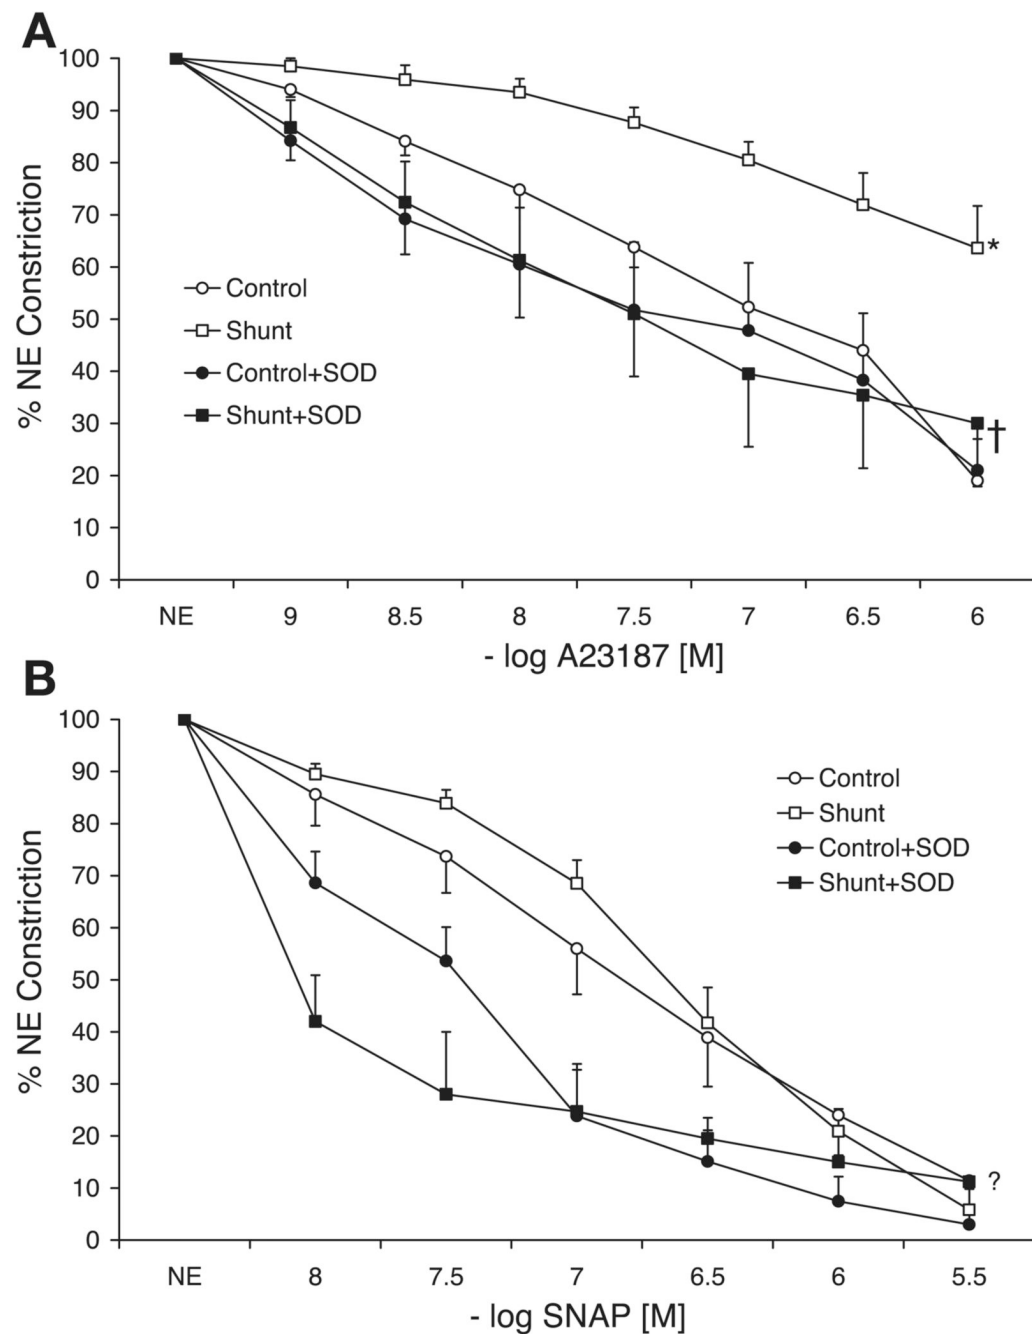 A
100
90
80
70
60
50
40
30
20
10
0
% NE Constriction
Control
Shunt
Control+SOD
Shunt+SOD
*
†
NE 9 8.5 8 7.5 7 6.5 6
- log A23187 [M]
B
100
90
80
70
60
50
40
30
20
10
0
% NE Constriction
Control
Shunt
Control+SOD
Shunt+SOD
?
NE 8 7.5 7 6.5 6 5.5
- log SNAP [M]